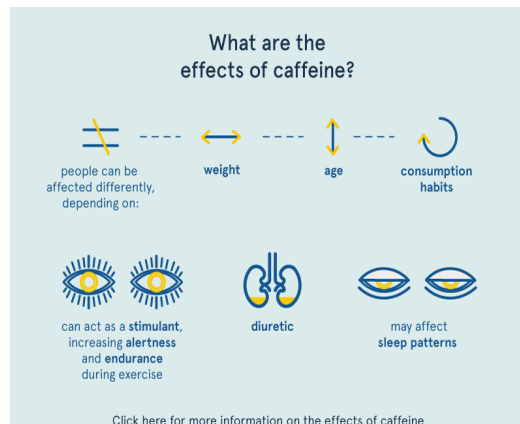 What are the
effects of caffeine?
people can be
affected differently,
depending on:
weight
age
consumption
habits
can act as a stimulant,
increasing alertness
and endurance
during exercise
diuretic
may affect
sleep patterns
Click here for more information on the effects of caffeine